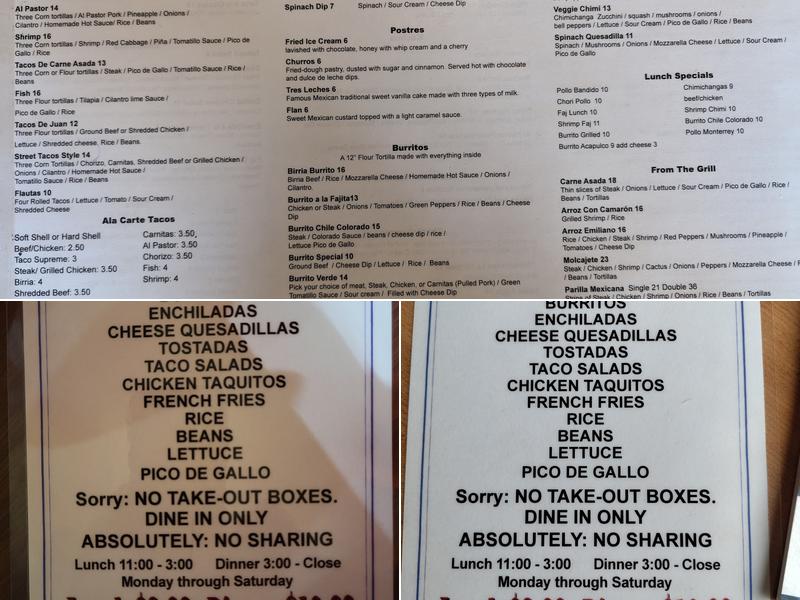 Al Pastor 14
Three Corn tortillas / Al Pastor Pork / Pineapple / Onions /
Cilantro / Homemade Hot Sauce/ Rice / Beans
Shrimp 16
Three Corn tortillas / Shrimp / Red Cabbage / Piña / Tomatillo Sauce / Pico de
Gallo / Rice
Tacos De Carne Asada 13
Three Corn or Flour tortillas / Steak / Pico de Gallo / Tomatillo Sauce / Rice /
Beans
Fish 16
Three Flour tortillas / Tilapia / Cilantro lime Sauce /
Pico de Gallo / Rice
Tacos De Juan 12
Three Flour tortillas / Ground Beef or Shredded Chicken /
Lettuce / Shredded cheese, Rice / Beans.
Street Tacos Style 14
Three Corn Tortillas / Chorizo, Carnitas, Shredded Beef or Grilled Chicken /
Onions / Cilantro / Homemade Hot Sauce /
Tomatillo Sauce / Rice / Beans
Flautas 10
Four Rolled Tacos / Lettuce / Tomato / Sour Cream /
Shredded Cheese
Ala Carte Tacos
Soft Shell or Hard Shell
Beef/Chicken: 2.50
Taco Supreme: 3
Steak/ Grilled Chicken: 3.50
Birria: 4
Shredded Beef: 3.50
Carnitas: 3.50,
Al Pastor: 3.50
Chorizo: 3.50
Fish: 4
Shrimp: 4
Spinach Dip 7
Spinach / Sour Cream / Cheese Dip
Postres
Fried Ice Cream 6
lavished with chocolate, honey with whip cream and a cherry
Churros 6
Fried-dough pastry, dusted with sugar and cinnamon. Served hot with chocolate
and dulce de leche dips.
Tres Leches 6
Famous Mexican traditional sweet vanilla cake made with three types of milk.
Flan 6
Sweet Mexican custard topped with a light caramel sauce.
Burritos
A 12" Flour Tortilla made with everything inside
Birria Burrito 16
Birria Beef / Rice / Mozzarella Cheese / Homemade Hot Sauce / Onions /
Cilantro.
Burrito a la Fajita13
Chicken or Steak / Onions / Tomatoes / Green Peppers / Rice / Beans / Cheese
Dip
Burrito Chile Colorado 15
Steak / Colorado Sauce / beans / cheese dip / rice /
Lettuce Pico de Gallo
Burrito Special 10
Ground Beef / Cheese Dip / Lettuce / Rice / Beans
Burrito Verde 14
Pick your choice of meat, Steak, Chicken, or Carnitas (Pulled Pork) / Green
Tomatillo Sauce / Sour cream / Filled with Cheese Dip
Veggie Chimi 13
Chimichanga Zucchini / squash / mushrooms / onions /
bell peppers / Lettuce / Sour Cream / Pico de Gallo / Rice / Beans
Spinach Quesadilla 11
Spinach / Mushrooms / Onions / Mozzarella Cheese / Lettuce / Sour Cream /
Pico de Gallo
Lunch Specials
Pollo Bandido 10
Chori Pollo 10
Faj Lunch 10
Shrimp Faj 11
Burrito Grilled 10
Burrito Acapulco 9 add cheese 3
Chimichangas 9
beef/chicken
Shrimp Chimi 10
Burrito Chile Colorado 10
Pollo Monterrey 10
From The Grill
Carne Asada 18
Thin slices of Steak / Onions / Lettuce / Sour Cream / Pico de Gallo / Rice /
Beans / Tortillas
Arroz Con Camarón 16
Grilled Shrimp / Rice
Arroz Emiliano 16
Rice / Chicken / Steak / Shrimp / Red Peppers / Mushrooms / Pineapple /
Tomatoes / Cheese Dip
Molcajete 23
Steak / Chicken / Shrimp / Cactus / Onions / Peppers / Mozzarella Cheese /
/ Beans / Tortillas
Parilla Mexicana Single 21 Double 36
Strips of Steak / Chicken / Shrimp / Onions / Rice / Beans / Tortillas
ENCHILADAS
CHEESE QUESADILLAS
TOSTADAS
TACO SALADS
CHICKEN TAQUITOS
FRENCH FRIES
RICE
BEANS
LETTUCE
PICO DE GALLO
Sorry: NO TAKE-OUT BOXES.
DINE IN ONLY
ABSOLUTELY: NO SHARING
Lunch 11:00 - 3:00 Dinner 3:00 - Close
Monday through Saturday
BURRITOS
ENCHILADAS
CHEESE QUESADILLAS
TOSTADAS
TACO SALADS
CHICKEN TAQUITOS
FRENCH FRIES
RICE
BEANS
LETTUCE
PICO DE GALLO
Sorry: NO TAKE-OUT BOXES.
DINE IN ONLY
ABSOLUTELY: NO SHARING
Lunch 11:00 - 3:00 Dinner 3:00 - Close
Monday through Saturday